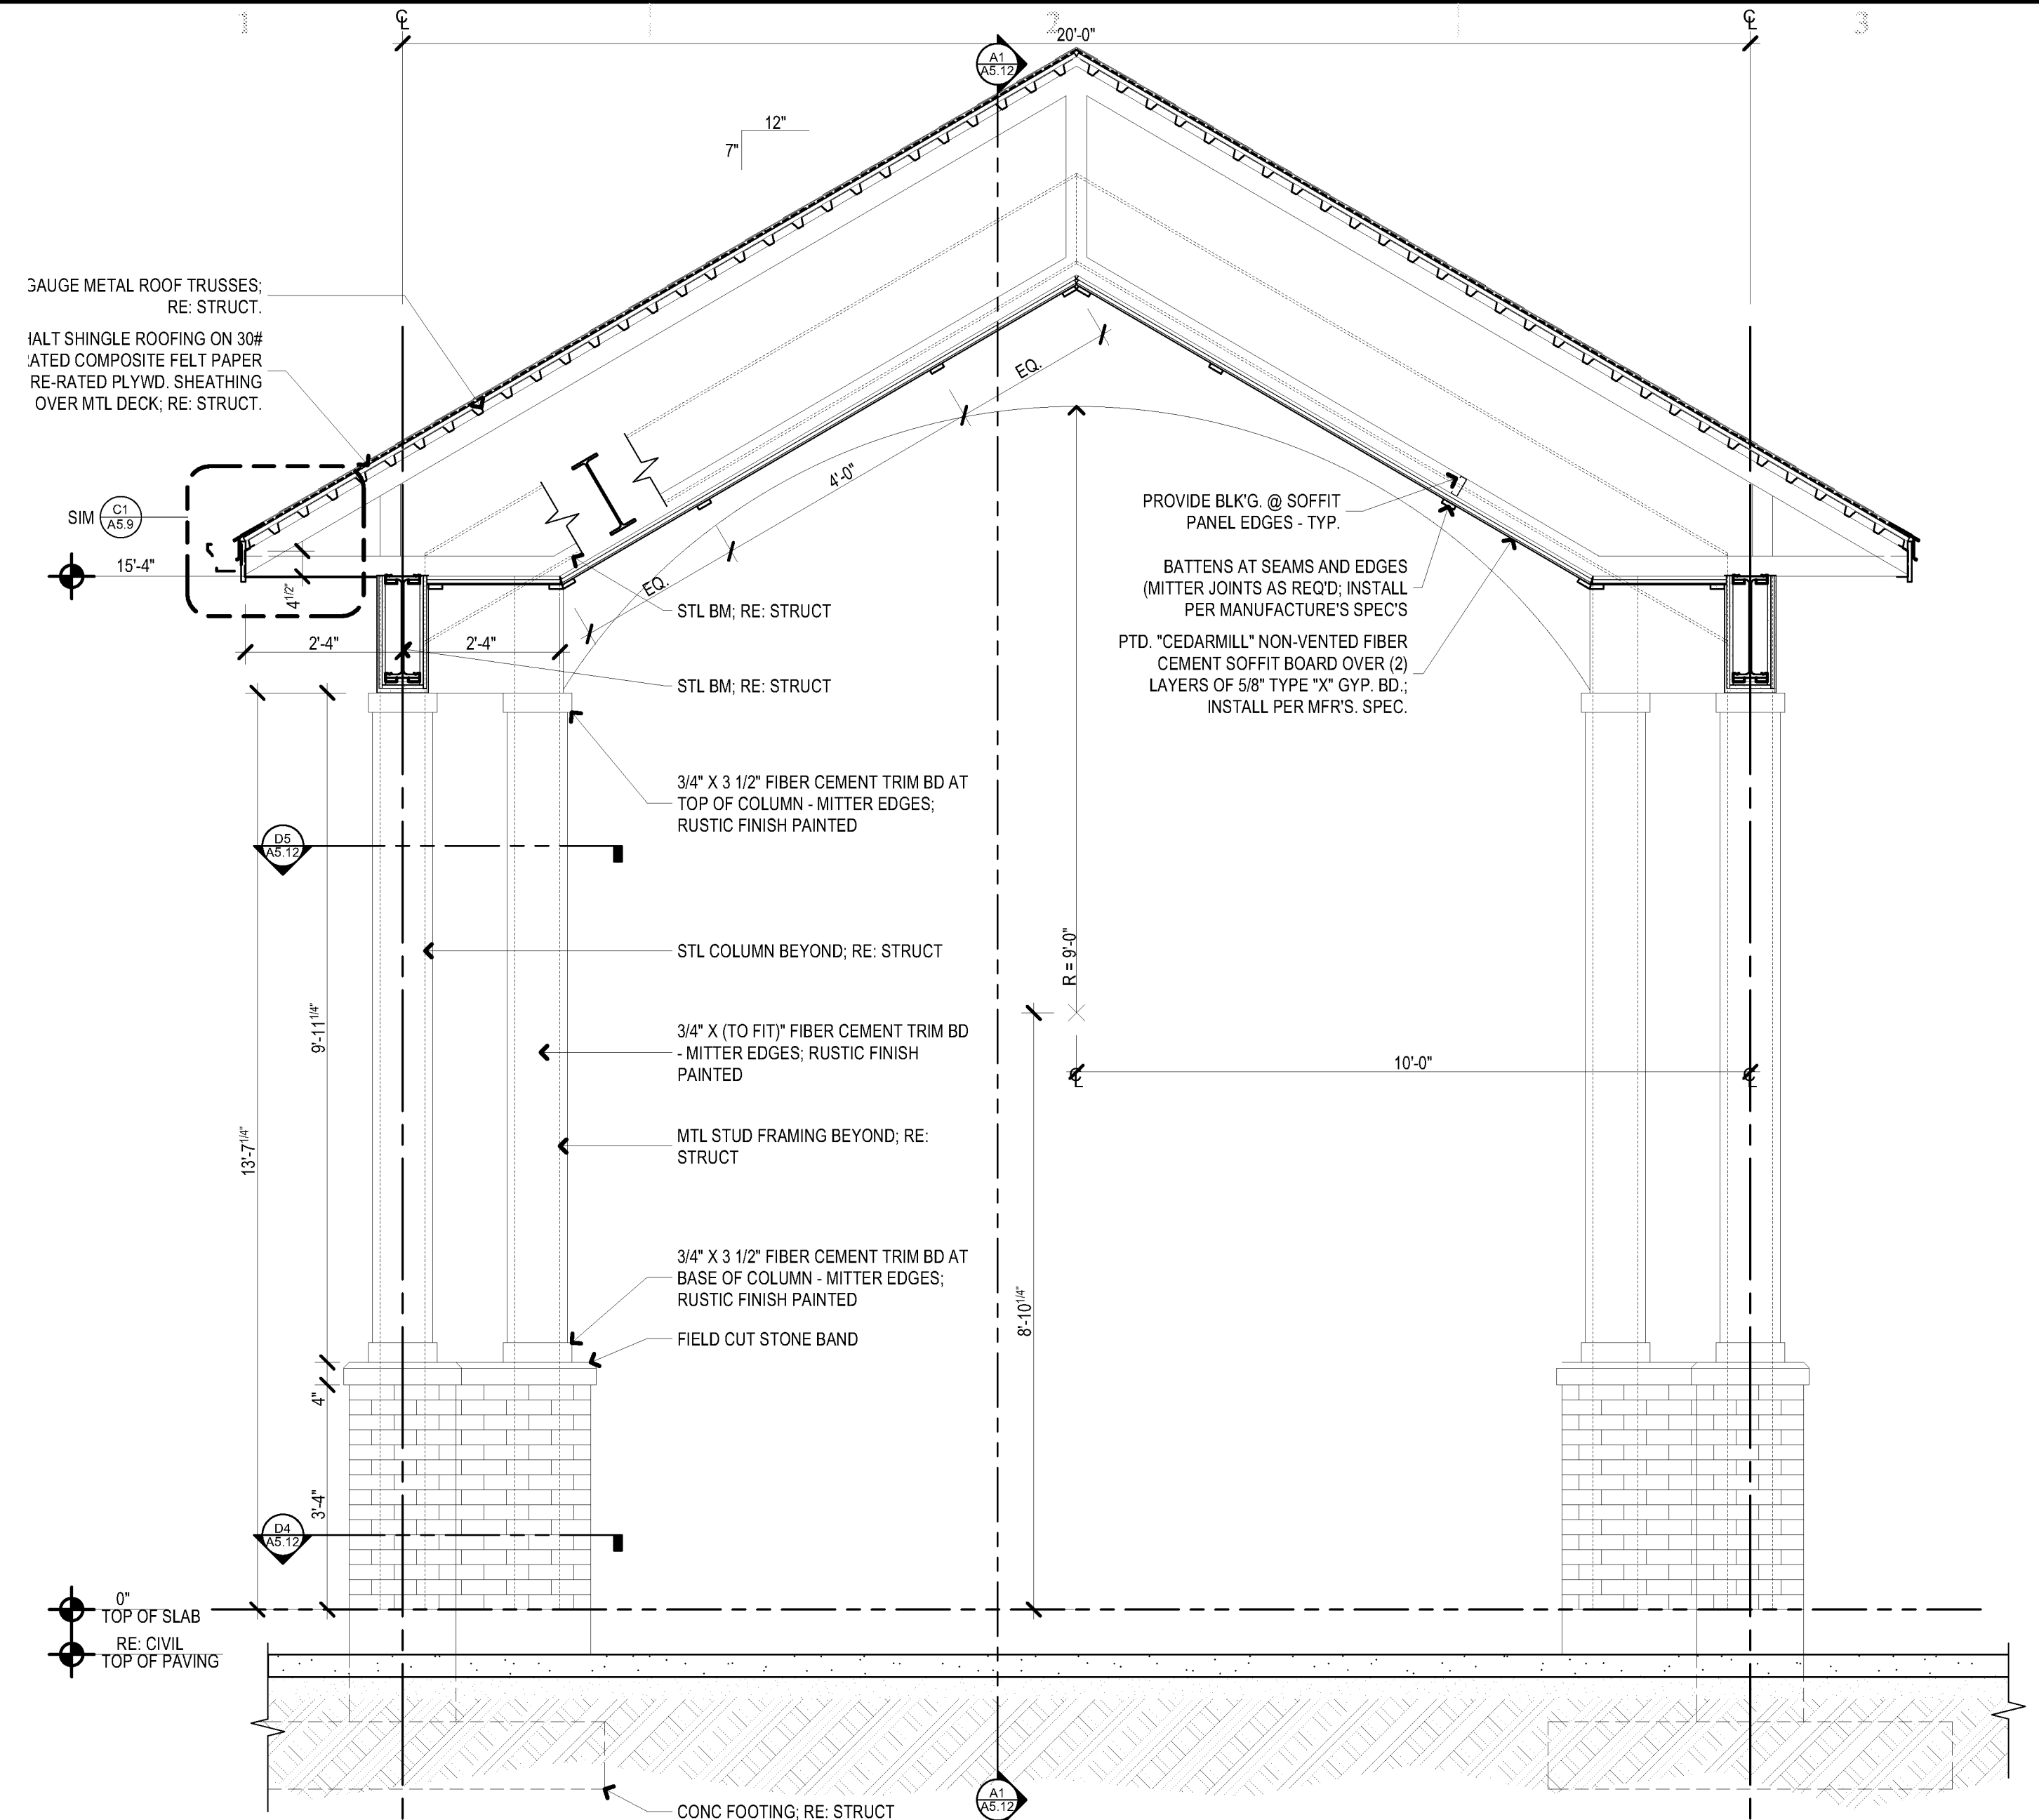 1
2
3
20'-0"
A1
A5.12
12"
7"
GAUGE METAL ROOF TRUSSES;
RE: STRUCT.
HALT SHINGLE ROOFING ON 30#
RATED COMPOSITE FELT PAPER
RE-RATED PLYWD. SHEATHING
OVER MTL DECK; RE: STRUCT.
SIM
C1
A5.9
15'-4"
4 1/2"
2'-4"
2'-4"
EQ.
4'-0"
EQ.
STL BM; RE: STRUCT
STL BM; RE: STRUCT
PROVIDE BLK'G. @ SOFFIT
PANEL EDGES - TYP.
BATTENS AT SEAMS AND EDGES
(MITTER JOINTS AS REQ'D; INSTALL
PER MANUFACTURE'S SPEC'S
PTD. "CEDARMILL" NON-VENTED FIBER
CEMENT SOFFIT BOARD OVER (2)
LAYERS OF 5/8" TYPE "X" GYP. BD.;
INSTALL PER MFR'S. SPEC.
3/4" X 3 1/2" FIBER CEMENT TRIM BD AT
TOP OF COLUMN - MITTER EDGES;
RUSTIC FINISH PAINTED
D5
A5.12
STL COLUMN BEYOND; RE: STRUCT
R = 9'-0"
9'-11 1/4"
3/4" X (TO FIT)" FIBER CEMENT TRIM BD
- MITTER EDGES; RUSTIC FINISH
PAINTED
10'-0"
13'-7 1/4"
MTL STUD FRAMING BEYOND; RE:
STRUCT
3/4" X 3 1/2" FIBER CEMENT TRIM BD AT
BASE OF COLUMN - MITTER EDGES;
RUSTIC FINISH PAINTED
8'-10 1/4"
FIELD CUT STONE BAND
4"
3'-4"
D4
A5.12
0"
TOP OF SLAB
RE: CIVIL
TOP OF PAVING
A1
A5.12
CONC FOOTING; RE: STRUCT